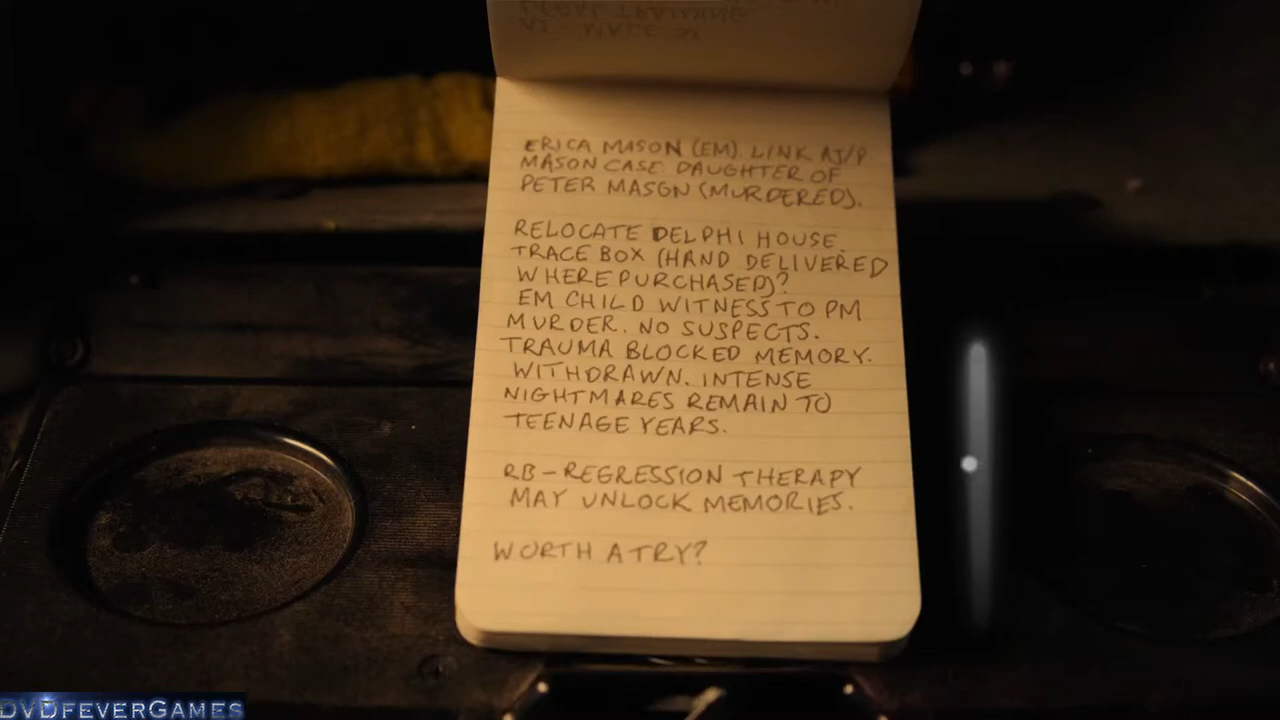 ERICA MASON (EM). LINK AJ/P
MASON CASE. DAUGHTER OF
PETER MASON (MURDERED).
RELOCATE DELPHI HOUSE.
TRACE BOX (HAND DELIVERED
WHERE PURCHASED)?
EM CHILD WITNESS TO PM
MURDER. NO SUSPECTS.
TRAUMA BLOCKED MEMORY.
WITHDRAWN. INTENSE
NIGHTMARES REMAIN TO
TEENAGE YEARS.
RB-REGRESSION THERAPY
MAY UNLOCK MEMORIES.
WORTH A TRY?
DVDFEVERGAMES